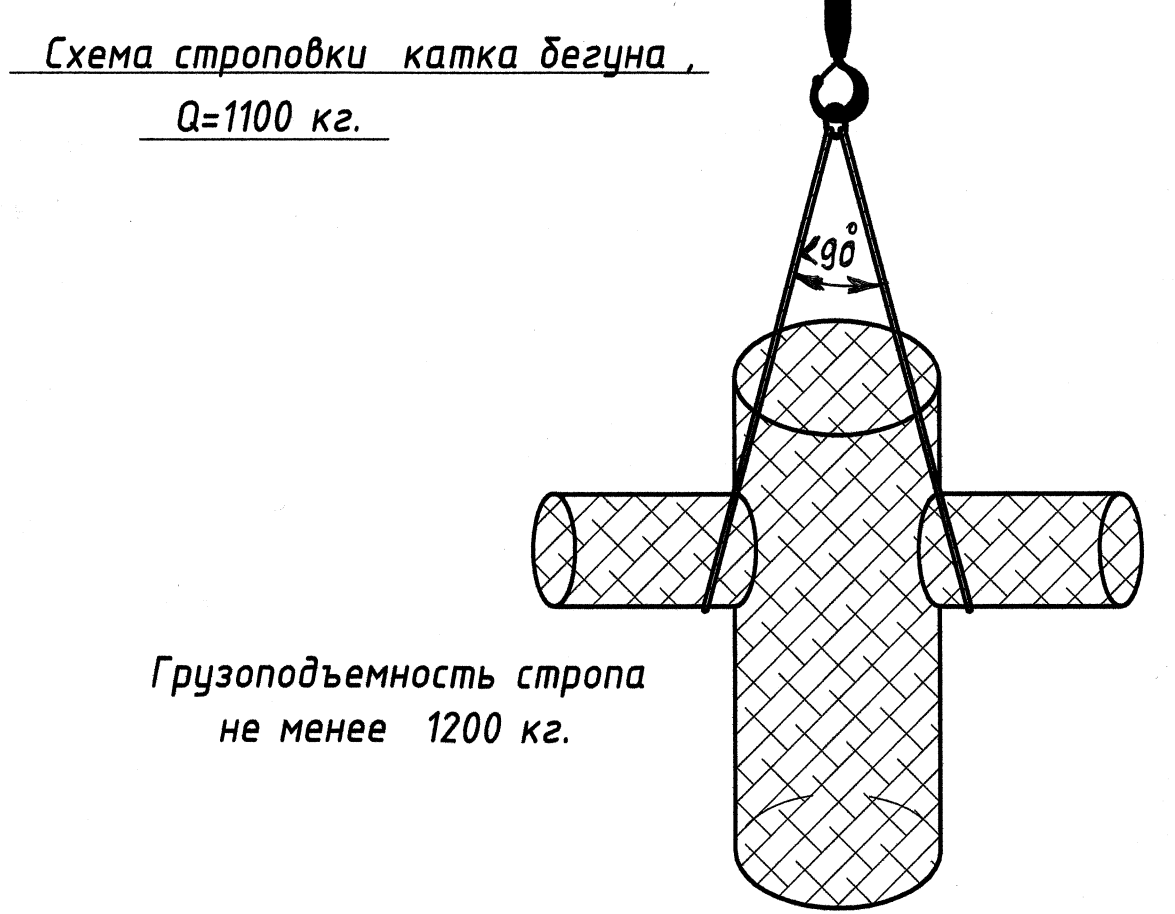 Схема строповки катка бегуна,
Q=1100 кг.
<90°
Грузоподъемность стропа
не менее 1200 кг.